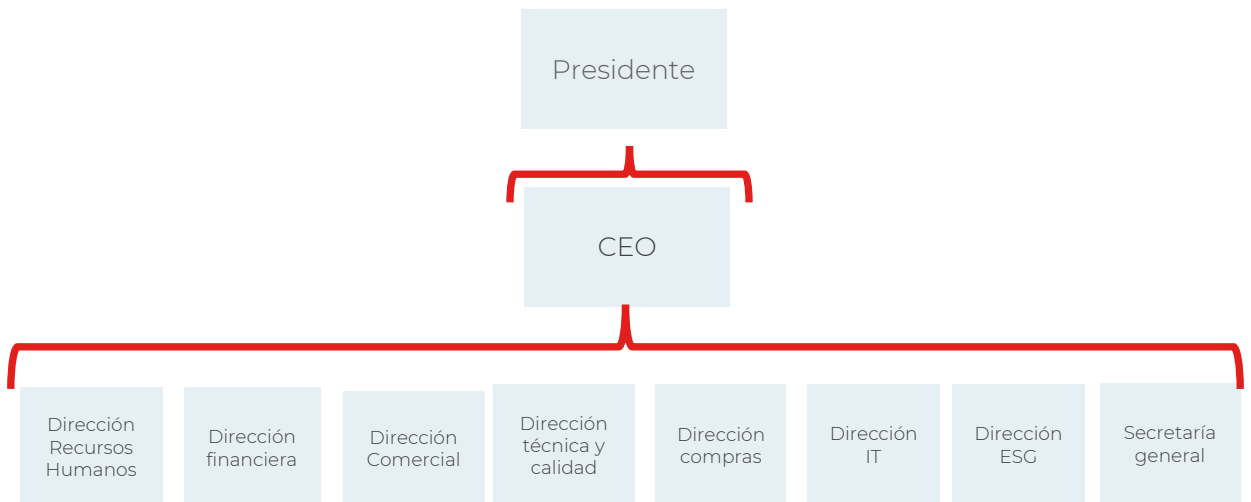 Presidente
CEO
Dirección
Recursos
Humanos
Dirección
financiera
Dirección
Comercial
Dirección
técnica y
calidad
Dirección
compras
Dirección
IT
Dirección
ESG
Secretaría
general